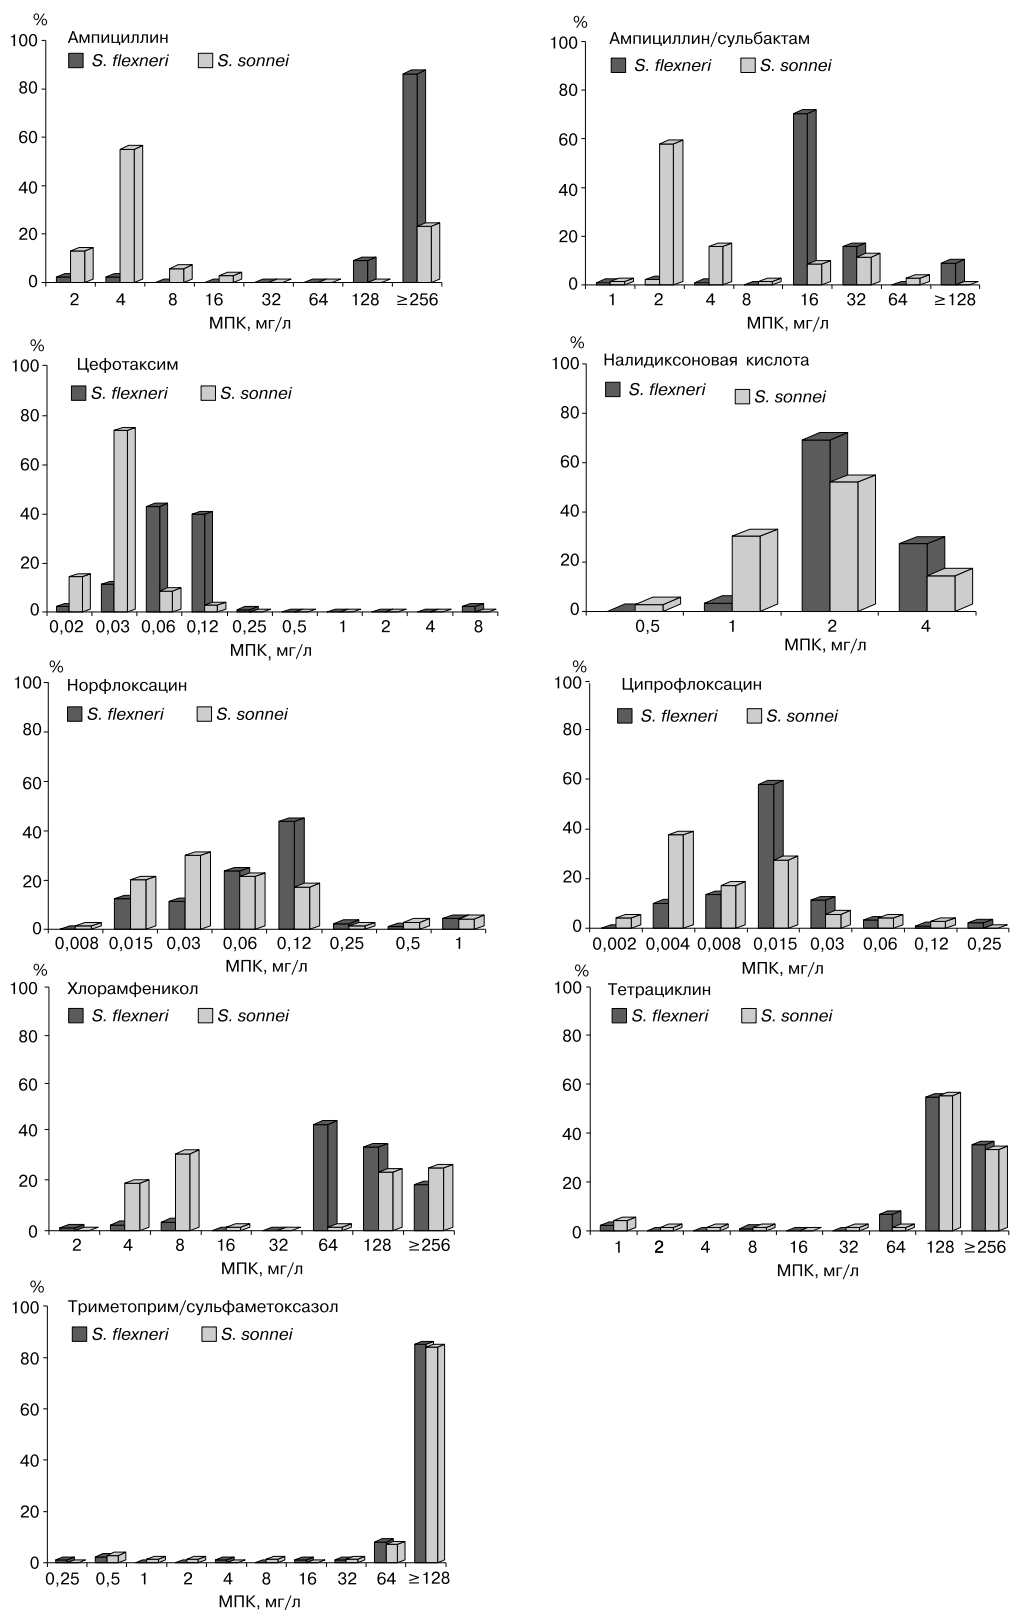 %
Ампициллин
S. flexneri S. sonnei
100
80
60
40
20
0
2 4 8 16 32 64 128 ≥256
МПК, мг/л
%
Ампициллин/сульбактам
S. flexneri S. sonnei
100
80
60
40
20
0
1 2 4 8 16 32 64 ≥128
МПК, мг/л
%
Цефотаксим
S. flexneri S. sonnei
100
80
60
40
20
0
0,02 0,03 0,06 0,12 0,25 0,5 1 2 4 8
МПК, мг/л
%
Налидиксоновая кислота
S. flexneri S. sonnei
100
80
60
40
20
0
0,5 1 2 4
МПК, мг/л
%
Норфлоксацин
S. flexneri S. sonnei
100
80
60
40
20
0
0,008 0,015 0,03 0,06 0,12 0,25 0,5 1
МПК, мг/л
%
Ципрофлоксацин
S. flexneri S. sonnei
100
80
60
40
20
0
0,002 0,004 0,008 0,015 0,03 0,06 0,12 0,25
МПК, мг/л
%
Хлорамфеникол
S. flexneri S. sonnei
100
80
60
40
20
0
2 4 8 16 32 64 128 ≥256
МПК, мг/л
%
Тетрациклин
S. flexneri S. sonnei
100
80
60
40
20
0
1 2 4 8 16 32 64 128 ≥256
МПК, мг/л
%
Триметоприм/сульфаметоксазол
S. flexneri S. sonnei
100
80
60
40
20
0
0,25 0,5 1 2 4 8 16 32 64 ≥128
МПК, мг/л